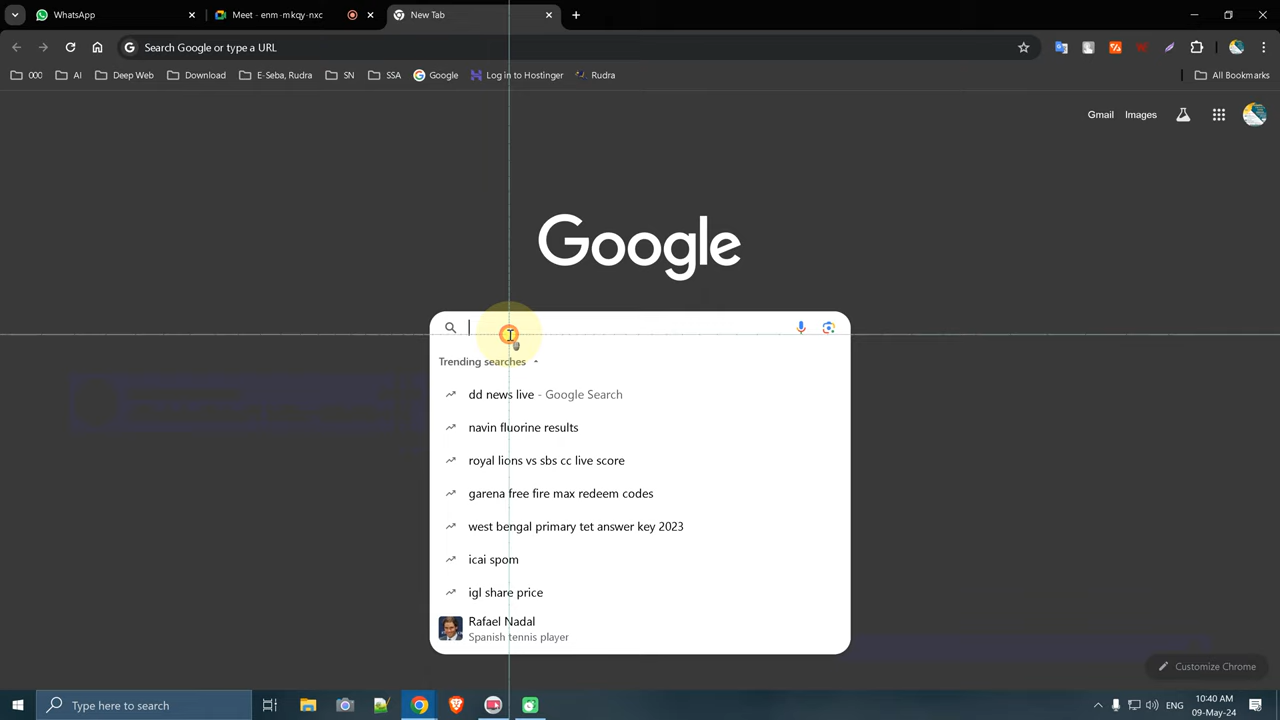 WhatsApp
Meet - enm-mkqy-nxc
New Tab
Search Google or type a URL
000
AI
Deep Web
Download
E-Seba, Rudra
SN
SSA
Google
Log in to Hostinger
Rudra
All Bookmarks
Gmail
Images
Google
Trending searches
dd news live - Google Search
navin fluorine results
royal lions vs sbs cc live score
garena free fire max redeem codes
west bengal primary tet answer key 2023
icai spom
igl share price
Rafael Nadal
Spanish tennis player
Customize Chrome
Type here to search
ENG
10:40 AM
09-May-24